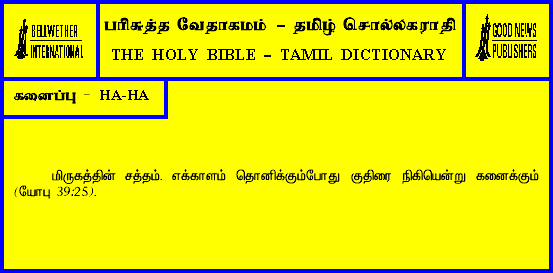 BELLWETHER
INTERNATIONAL
பரிசுத்த வேதாகமம் – தமிழ் சொல்லகராதி
THE HOLY BIBLE – TAMIL DICTIONARY
GOOD NEWS
PUBLISHERS
கனைப்பு – HA-HA
மிருகத்தின் சத்தம். எக்காளம் தொனிக்கும்போது குதிரை நிகியென்று கனைக்கும்
(யோபு 39:25).